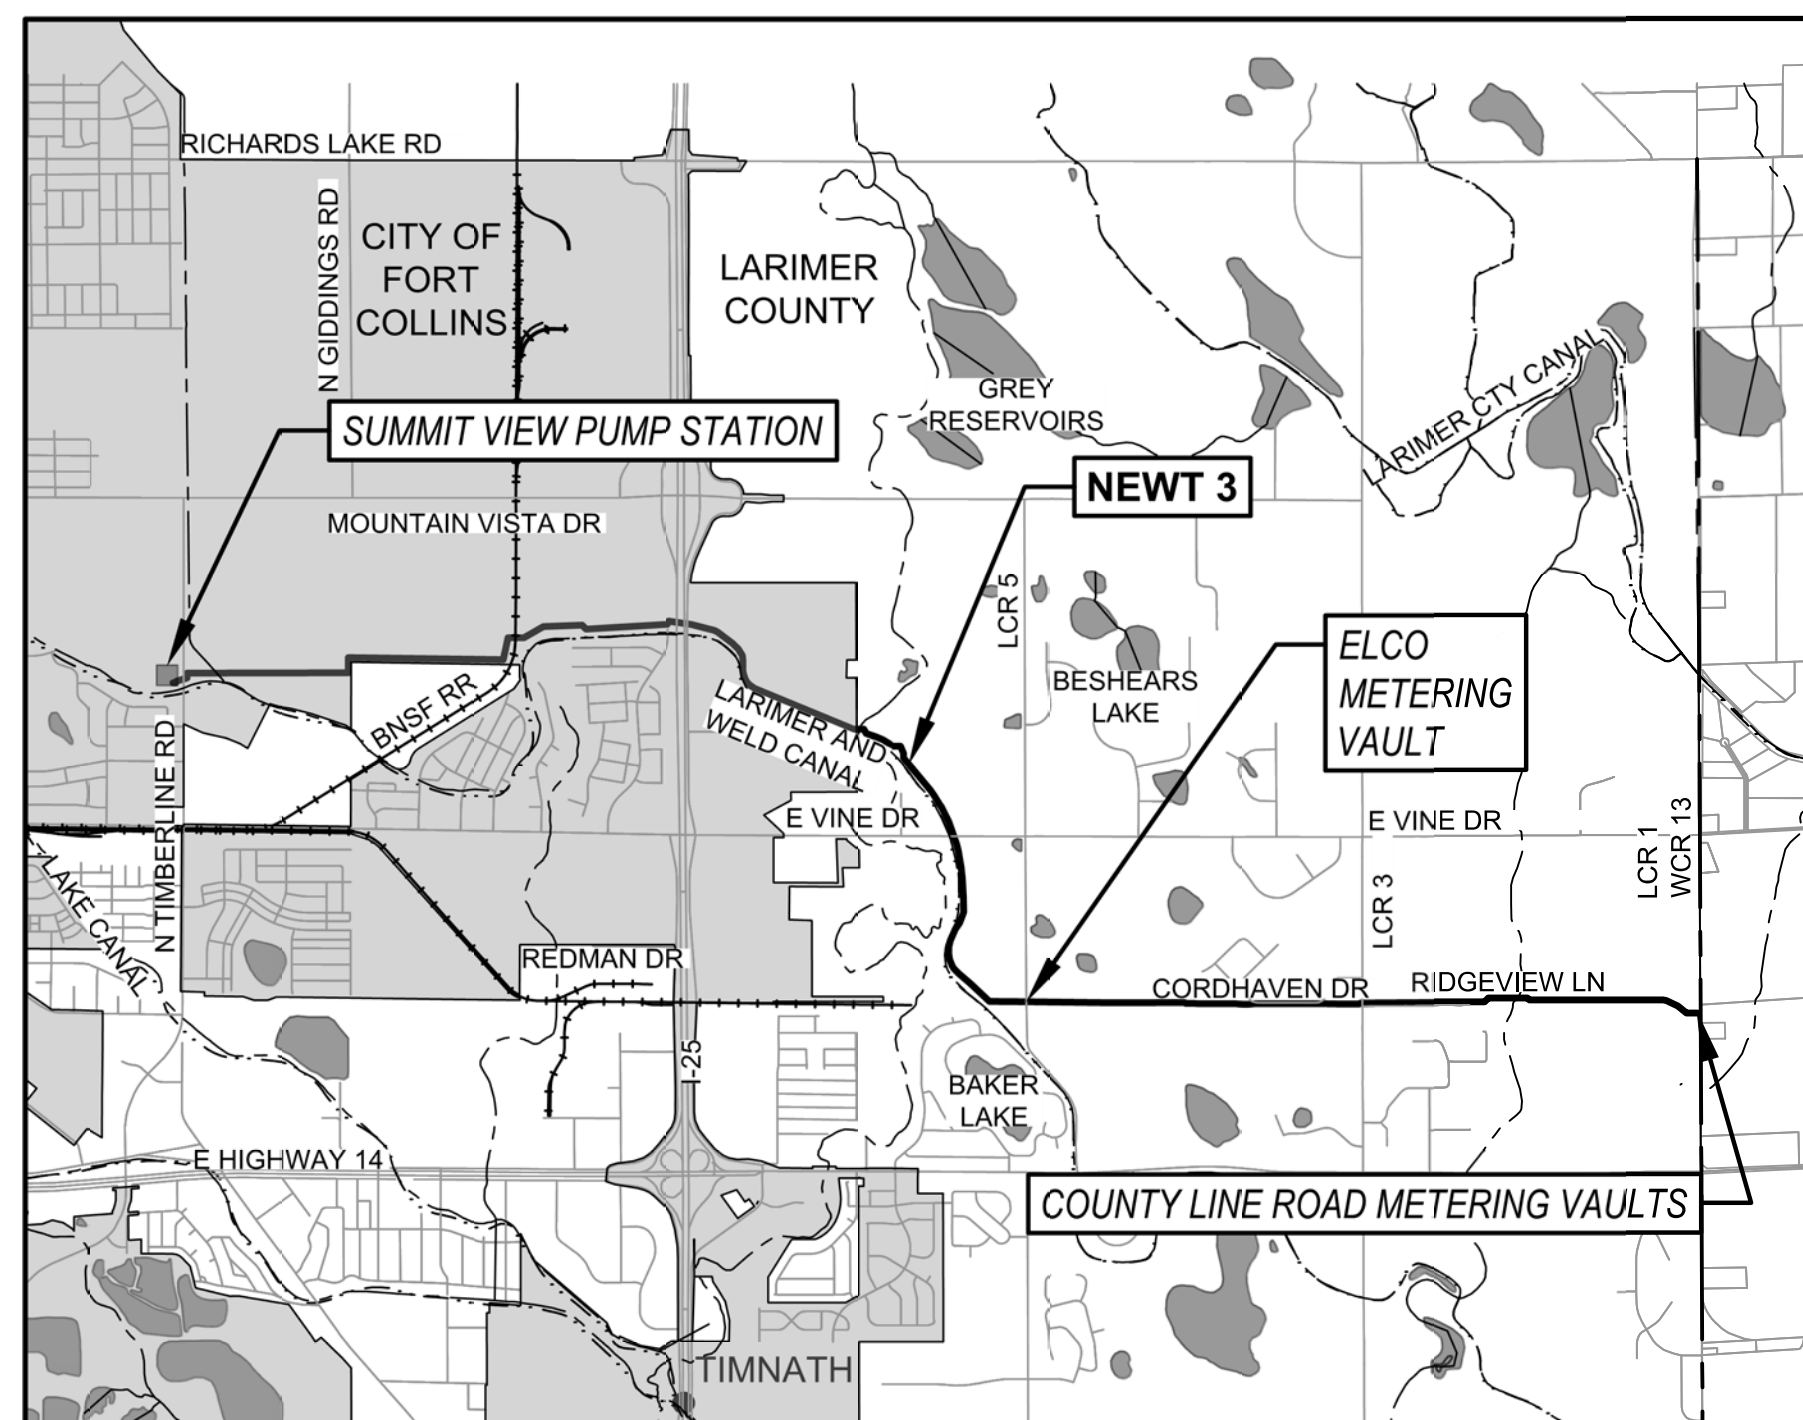 RICHARDS LAKE RD
N GIDDINGS RD
CITY OF
FORT
COLLINS
LARIMER
COUNTY
GREY
RESERVOIRS
LARIMER CTY CANAL
SUMMIT VIEW PUMP STATION
NEWT 3
MOUNTAIN VISTA DR
LCR 5
ELCO
METERING
VAULT
BESHEARS
LAKE
BNSF RR
LARIMER AND
WELD CANAL
N TIMBERLINE RD
E VINE DR
E VINE DR
LCR 1
WCR 13
LCR 3
LAKE CANAL
REDMAN DR
CORDHAVEN DR
RIDGEVIEW LN
I-25
BAKER
LAKE
E HIGHWAY 14
COUNTY LINE ROAD METERING VAULTS
TIMNATH